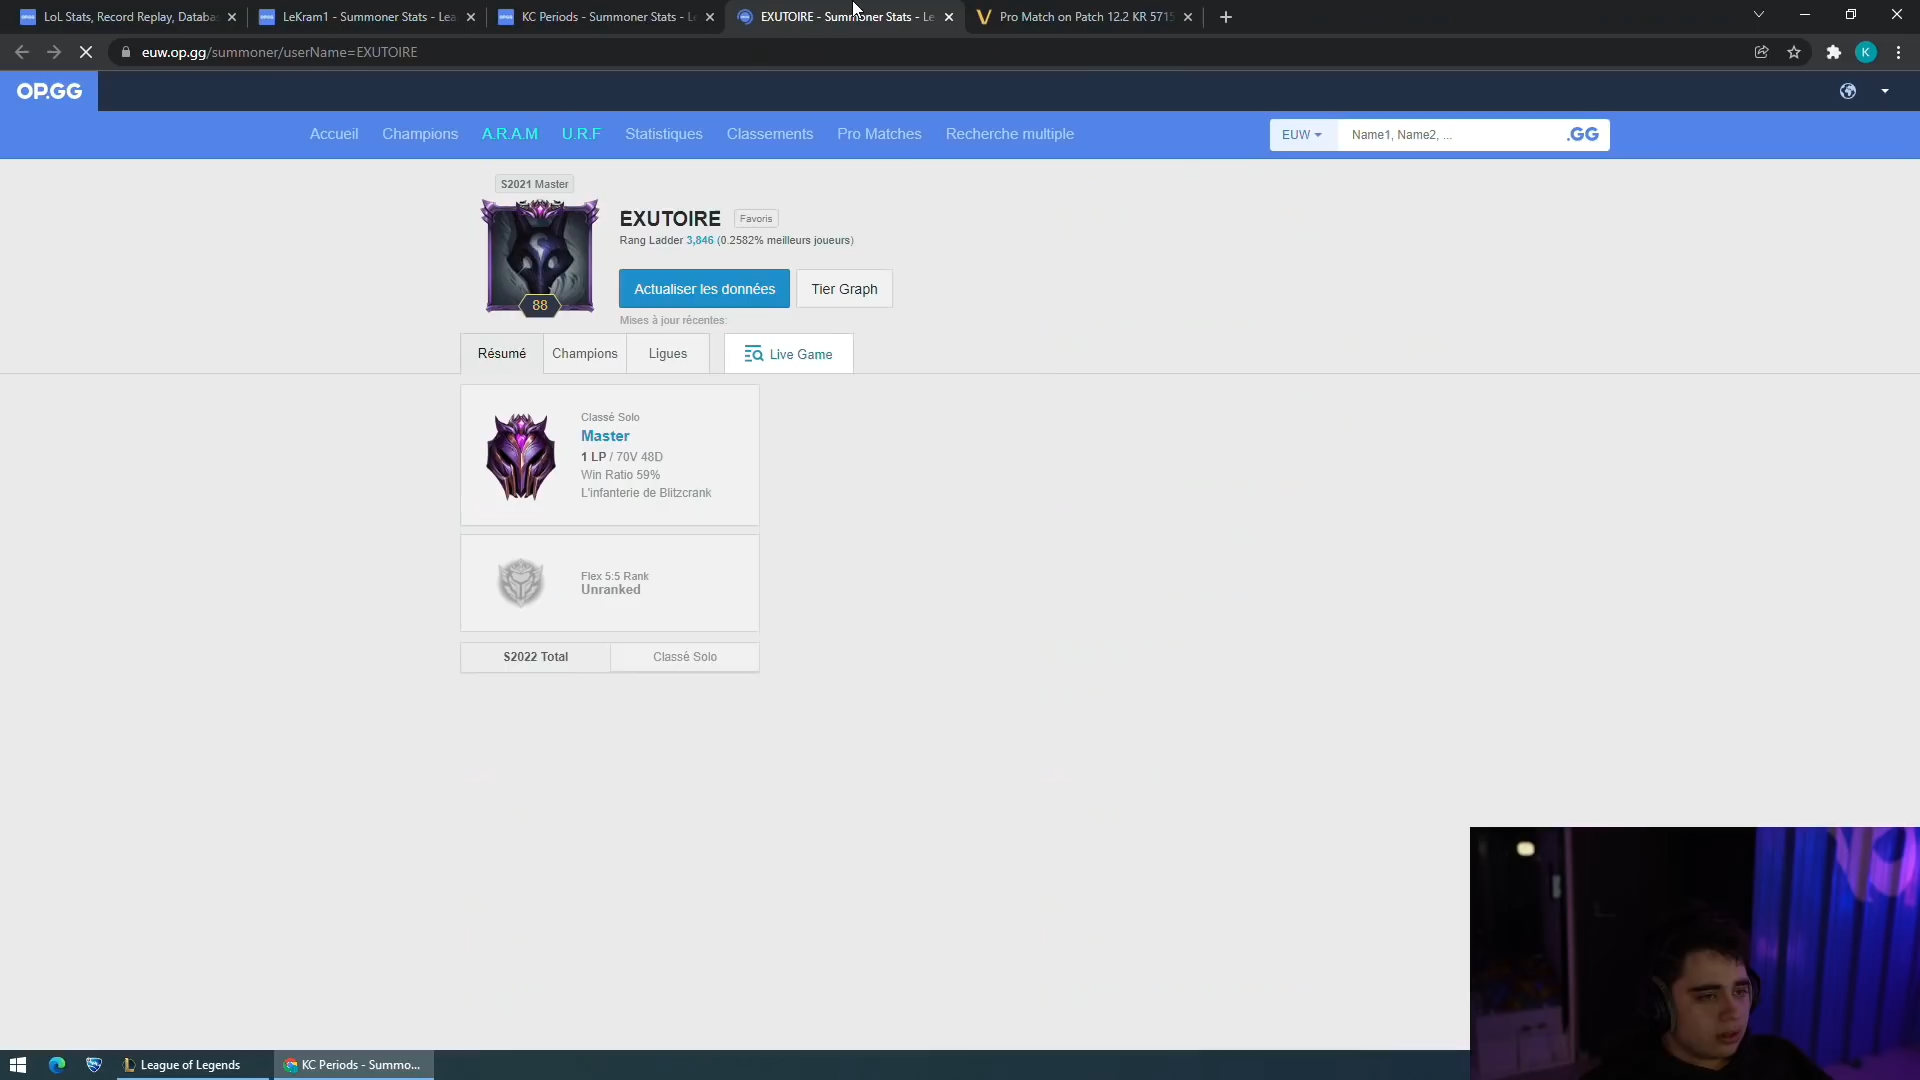 LoL Stats, Record Replay, Databa
LeKram1 - Summoner Stats - Lea
KC Periods - Summoner Stats - Le
EXUTOIRE - Summoner Stats - Le
Pro Match on Patch 12.2 KR 5715
euw.op.gg/summoner/userName=EXUTOIRE
K
OP.GG
Accueil Champions A.R.A.M U.R.F Statistiques Classements Pro Matches Recherche multiple
EUW Name1, Name2, ... .GG
S2021 Master
EXUTOIRE Favoris
Rang Ladder 3,846 (0.2582% meilleurs joueurs)
Actualiser les données Tier Graph
88
Mises à jour récentes:
Résumé Champions Ligues Live Game
Classé Solo
Master
1 LP / 70V 48D
Win Ratio 59%
L'infanterie de Blitzcrank
Flex 5:5 Rank
Unranked
S2022 Total Classé Solo
League of Legends KC Periods - Summo...